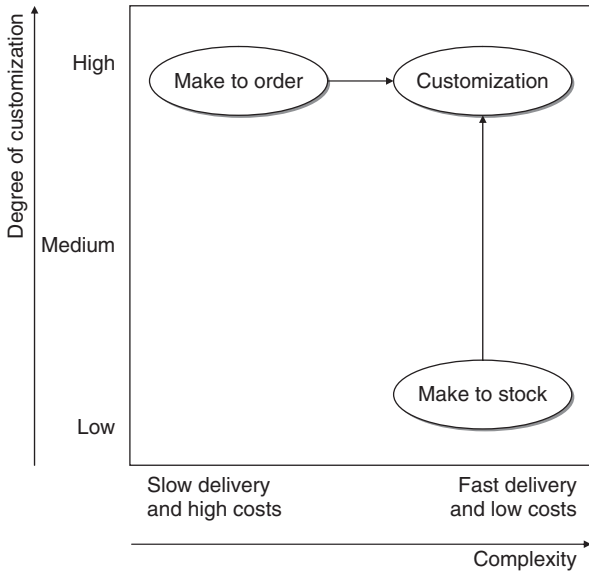 Degree of customization
High
Make to order
Customization
Medium
Make to stock
Low
Slow delivery
and high costs
Fast delivery
and low costs
Complexity